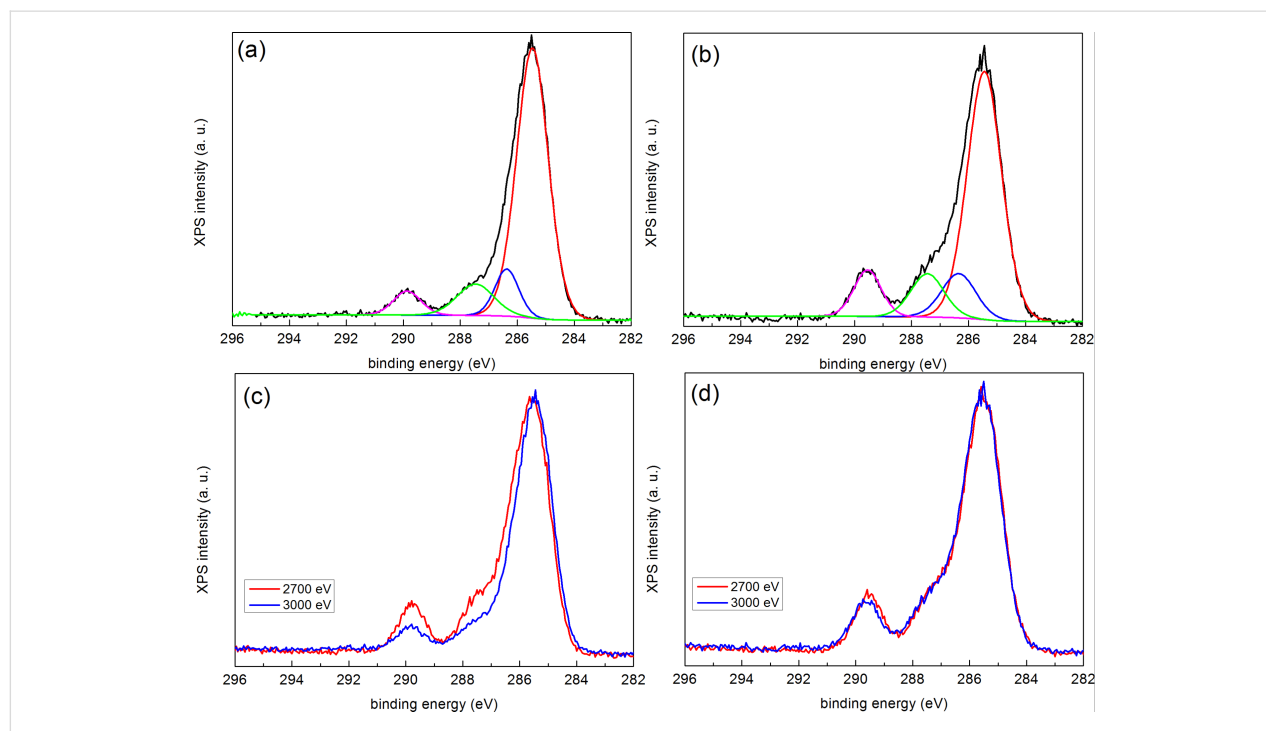 (a)
XPS intensity (a. u.)
296 294 292 290 288 286 284 282
binding energy (eV)
(b)
XPS intensity (a. u.)
296 294 292 290 288 286 284 282
binding energy (eV)
(c)
XPS intensity (a. u.)
2700 eV
3000 eV
296 294 292 290 288 286 284 282
binding energy (eV)
(d)
XPS intensity (a. u.)
2700 eV
3000 eV
296 294 292 290 288 286 284 282
binding energy (eV)